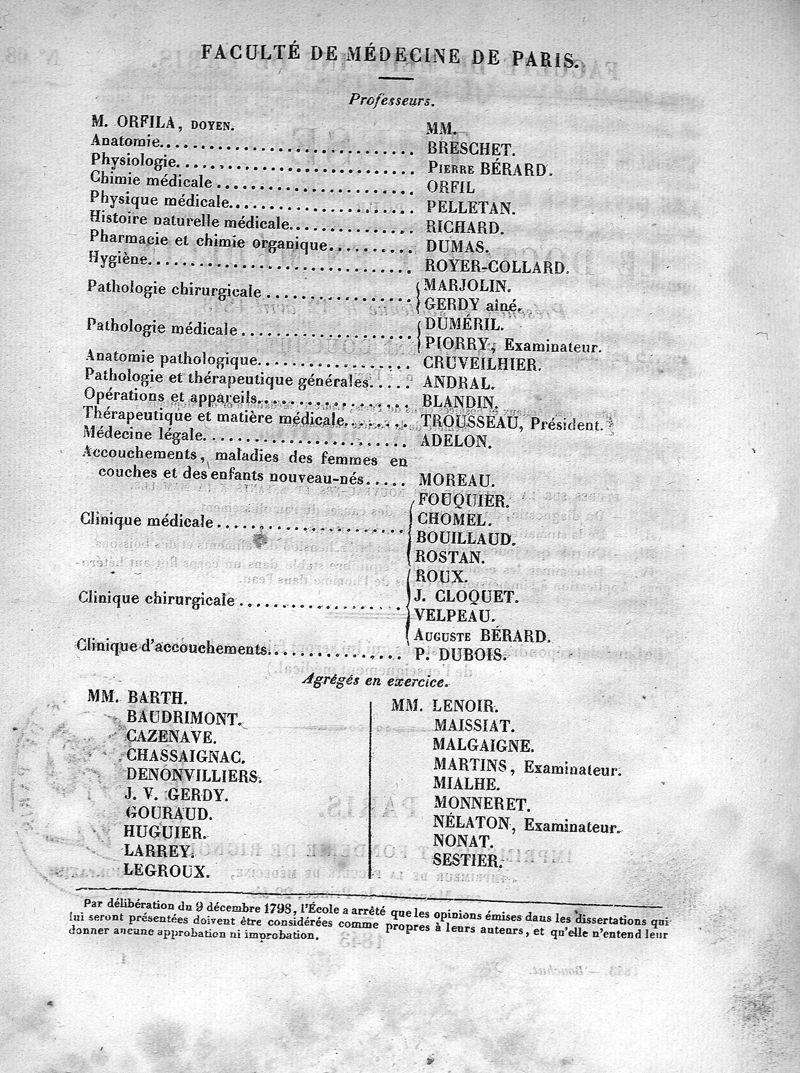 FACULTÉ DE MÉDECINE DE PARIS.
Professeurs.
M. ORFILA, DOYEN. MM.
Anatomie.............................. BRESCHET.
Physiologie........................... PIERRE BÉRARD.
Chimie médicale ...................... ORFIL
Physique médicale..................... PELLETAN.
Histoire naturelle médicale........... RICHARD.
Pharmacie et chimie organique......... DUMAS.
Hygiène............................... ROYER-COLLARD.
Pathologie chirurgicale .............. { MARJOLIN.
GERDY aîné.
Pathologie médicale .................. { DUMÉRIL.
PIORRY, Examinateur.
Anatomie pathologique................. CRUVEILHIER.
Pathologie et thérapeutique générales..... ANDRAL.
Opérations et appareils............... BLANDIN.
Thérapeutique et matière médicale....... TROUSSEAU, Président.
Médecine légale....................... ADELON.
Accouchements, maladies des femmes en
couches et des enfants nouveau-nés..... MOREAU.
Clinique médicale .................... { FOUQUIER.
CHOMEL.
BOUILLAUD.
ROSTAN.
Clinique chirurgicale ................ { ROUX.
J. CLOQUET.
VELPEAU.
AUGUSTE BÉRARD.
Clinique d'accouchements.............. P. DUBOIS.
Agrégés en exercice.
MM. BARTH.
BAUDRIMONT.
CAZENAVE.
CHASSAIGNAC.
DENONVILLIERS.
J. V. GERDY.
GOURAUD.
HUGUIER.
LARREY.
LEGROUX.
MM. LENOIR.
MAISSIAT.
MALGAIGNE.
MARTINS, Examinateur.
MIALHE.
MONNERET.
NÉLATON, Examinateur.
NONAT.
SESTIER.
Par délibération du 9 décembre 1798, l'École a arrêté que les opinions émises dans les dissertations qui
lui seront présentées doivent être considérées comme propres à leurs auteurs, et qu'elle n'entend leur
donner aucune approbation ni improbation.